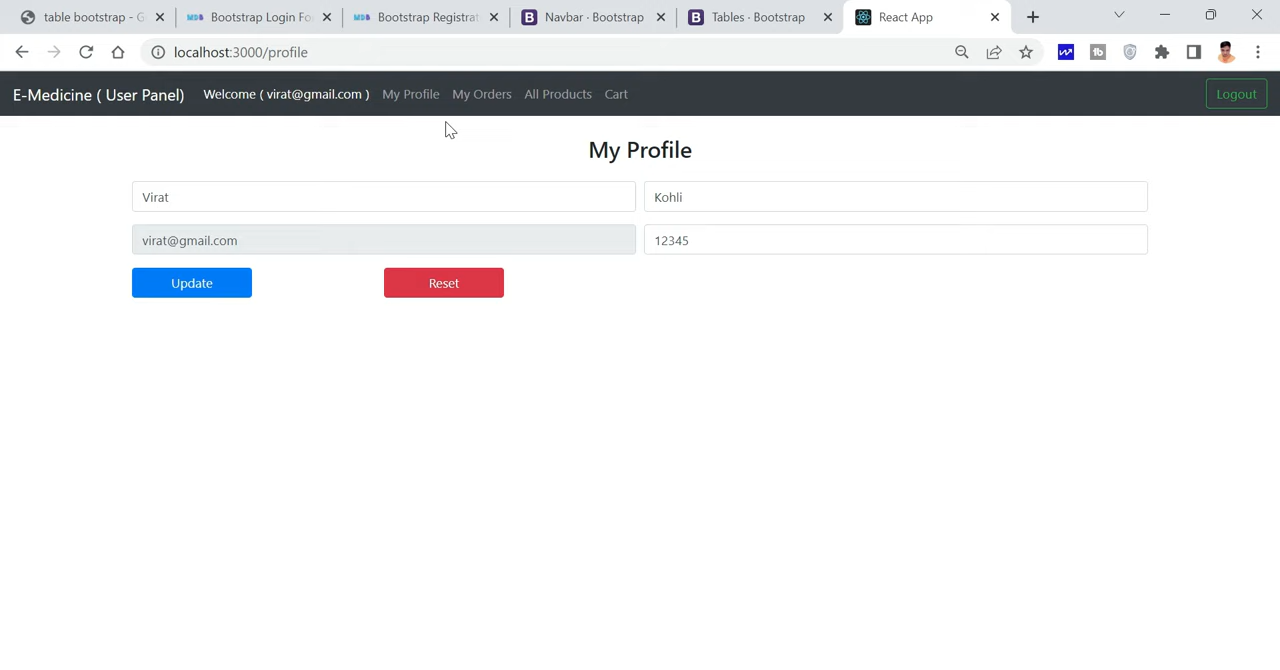 table bootstrap - G
Bootstrap Login Fo
Bootstrap Registrat
Navbar · Bootstrap
Tables · Bootstrap
React App
localhost:3000/profile
E-Medicine ( User Panel) Welcome ( virat@gmail.com ) My Profile My Orders All Products Cart Logout
My Profile
Virat Kohli
virat@gmail.com 12345
Update Reset